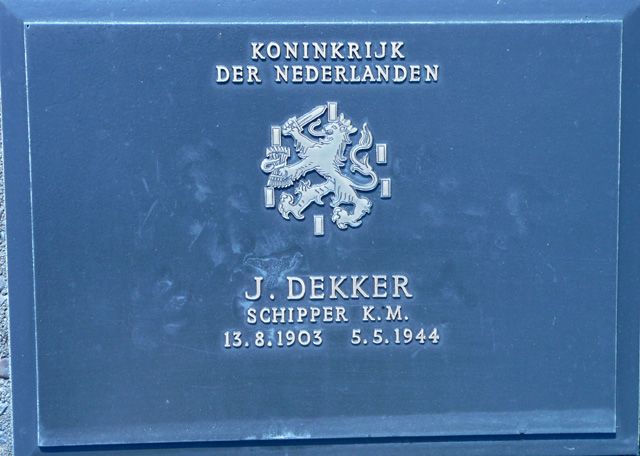 KONINKRIJK
DER NEDERLANDEN
J. DEKKER
SCHIPPER K.M.
13.8.1903 5.5.1944